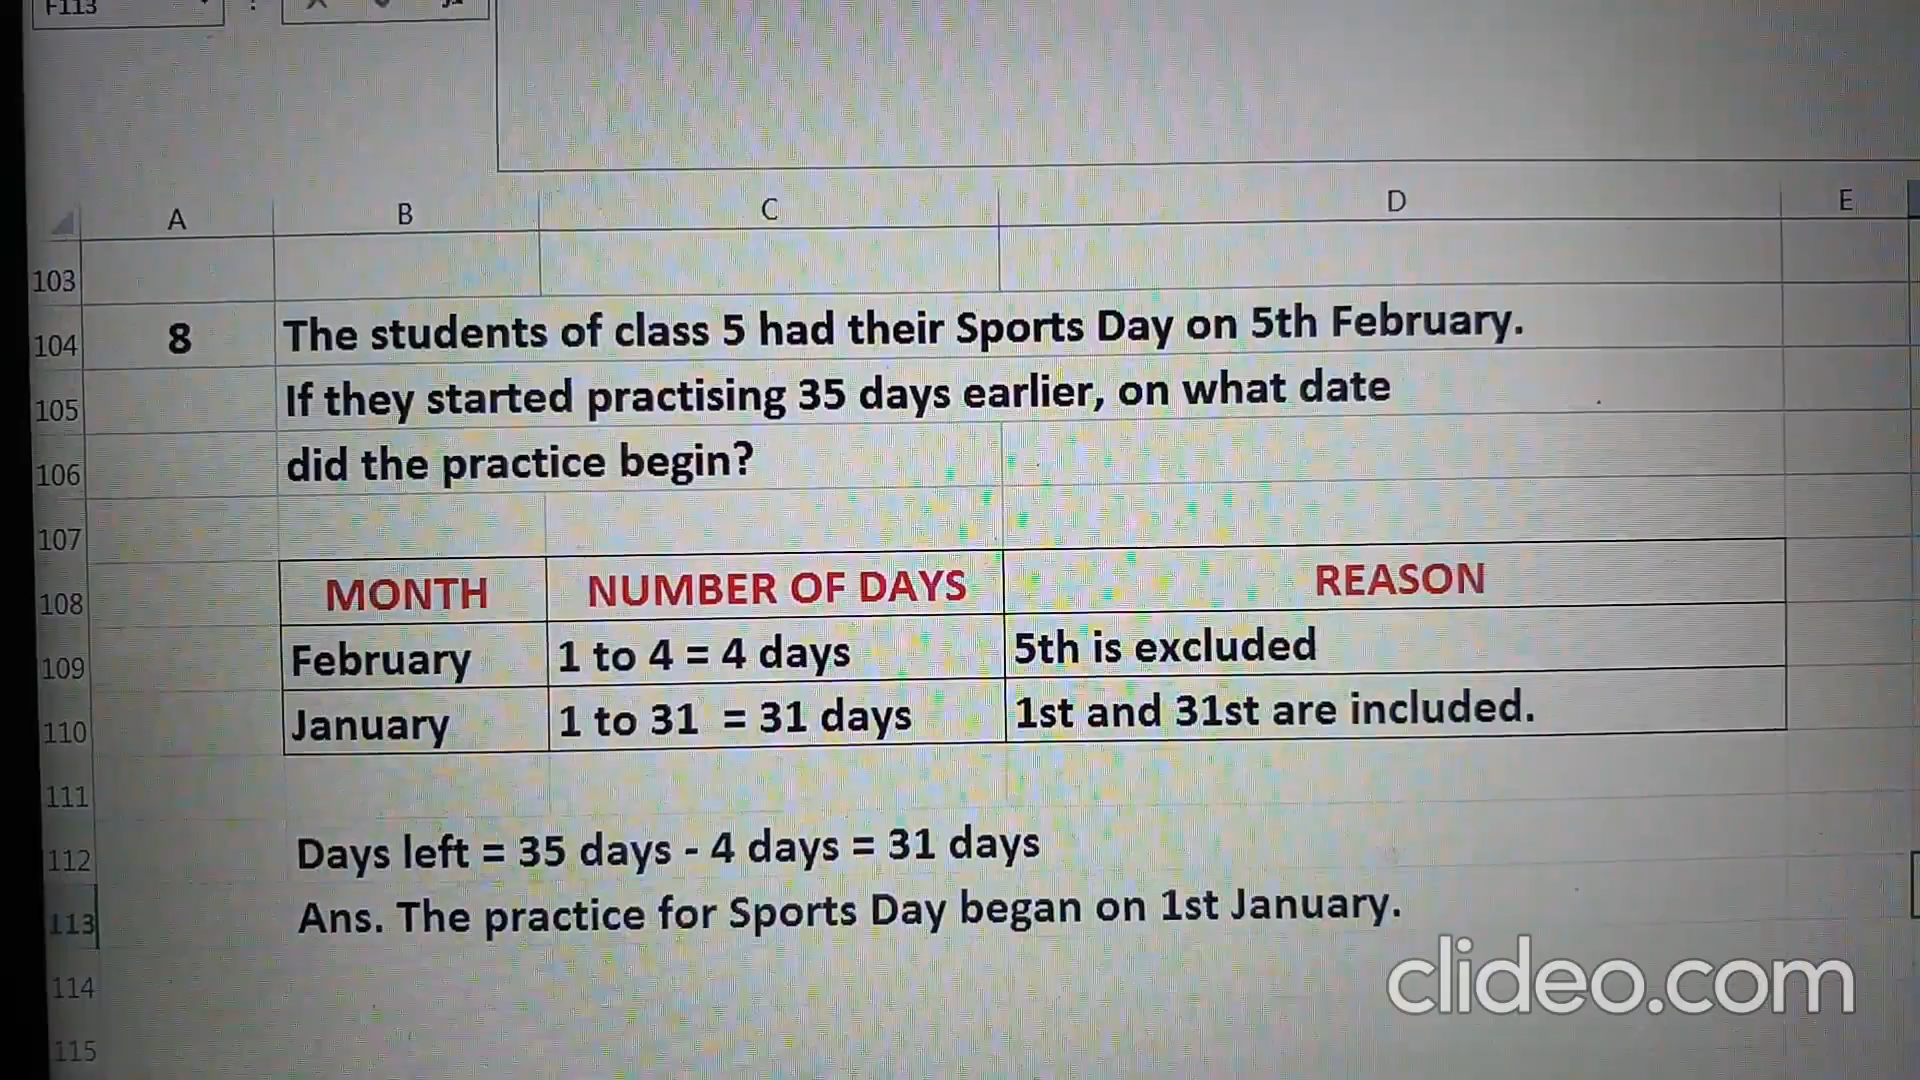 F113
A B C D E
103
104 8 The students of class 5 had their Sports Day on 5th February.
105 If they started practising 35 days earlier, on what date
106 did the practice begin?
107
108 MONTH NUMBER OF DAYS REASON
109 February 1 to 4 = 4 days 5th is excluded
110 January 1 to 31 = 31 days 1st and 31st are included.
111
112 Days left = 35 days - 4 days = 31 days
113 Ans. The practice for Sports Day began on 1st January.
114
115
clideo.com